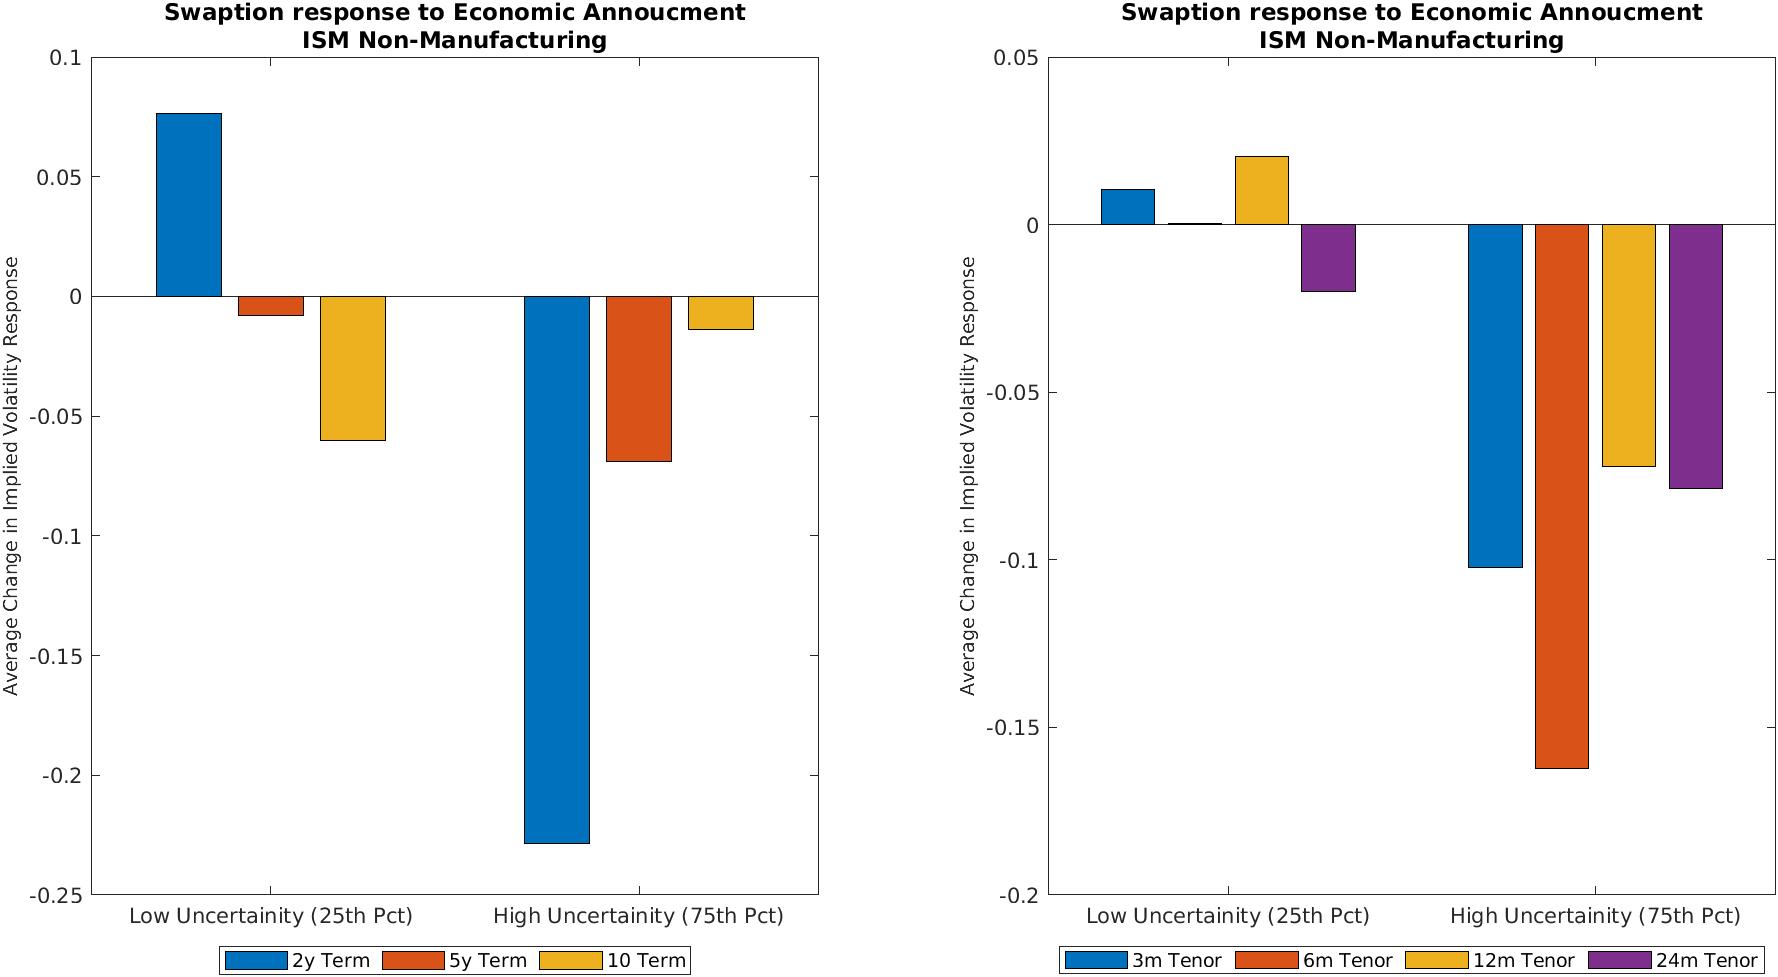 Swaption response to Economic Annoucment
ISM Non-Manufacturing
0.1
0.05
0
-0.05
-0.1
-0.15
-0.2
-0.25
Average Change in Implied Volatility Response
Low Uncertainity (25th Pct)
High Uncertainity (75th Pct)
2y Term
5y Term
10 Term
Swaption response to Economic Annoucment
ISM Non-Manufacturing
0.05
0
-0.05
-0.1
-0.15
-0.2
Average Change in Implied Volatility Response
Low Uncertainity (25th Pct)
High Uncertainity (75th Pct)
3m Tenor
6m Tenor
12m Tenor
24m Tenor